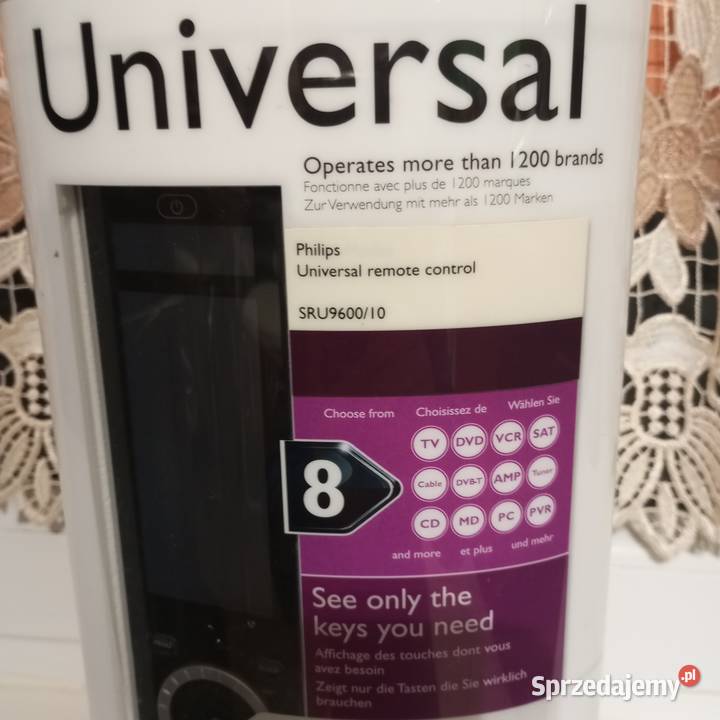 Universal
Operates more than 1200 brands
Fonctionne avec plus de 1200 marques
Zur Verwendung mit mehr als 1200 Marken
Philips
Universal remote control
SRU9600/10
Choose from Choisissez de Wählen Sie
8
TV DVD VCR SAT
Cable DVB-T AMP Tuner
CD MD PC PVR
and more et plus und mehr
See only the
keys you need
Affichage des touches dont vous
avez besoin
Zeigt nur die Tasten die Sie wirklich
brauchen
Sprzedajemy.pl